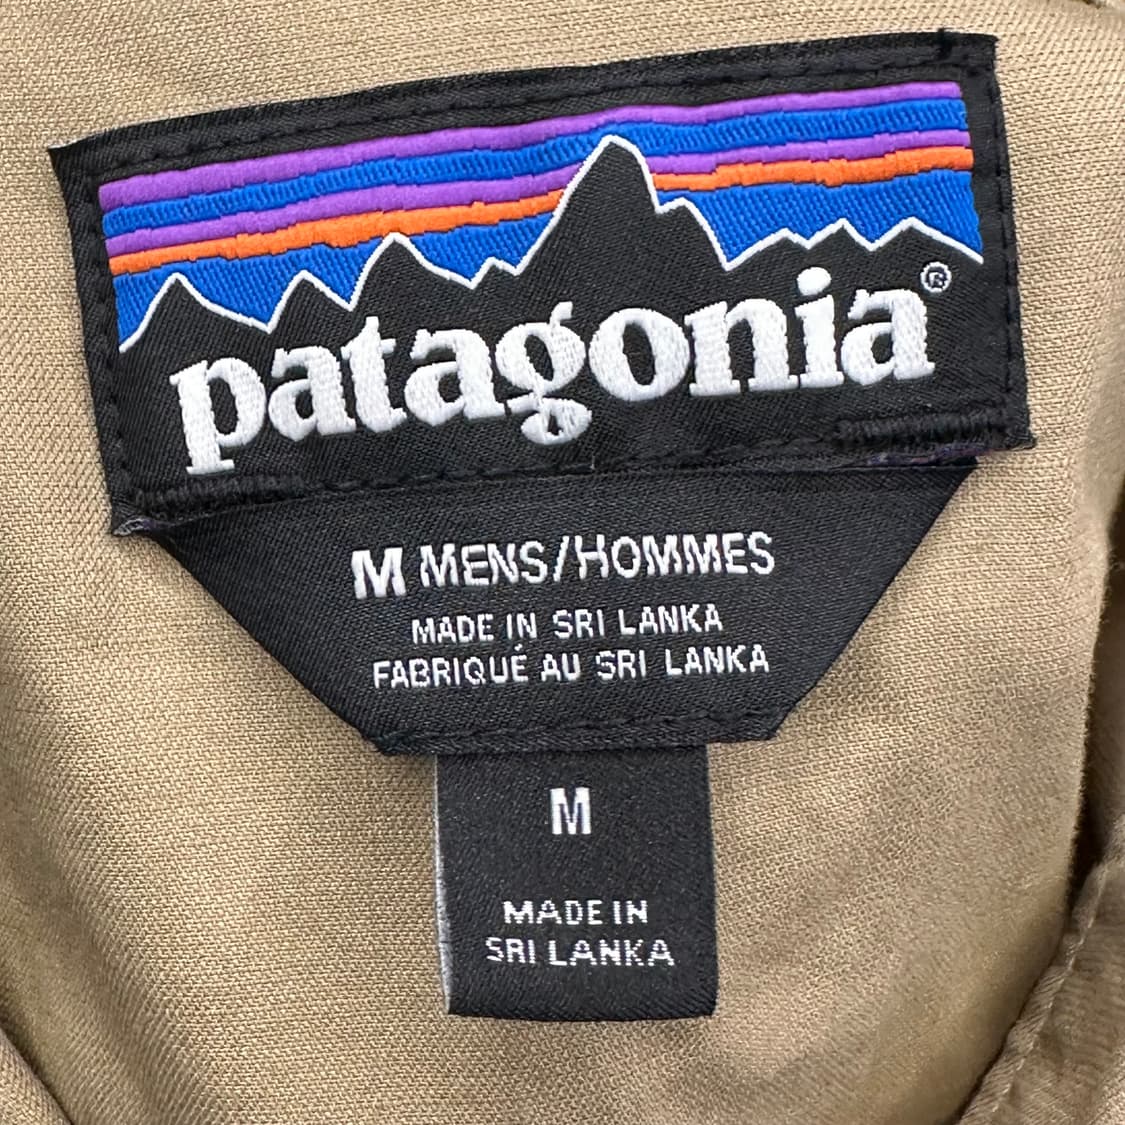 patagonia®
M MENS/HOMMES
MADE IN SRI LANKA
FABRIQUÉ AU SRI LANKA
M
MADE IN
SRI LANKA